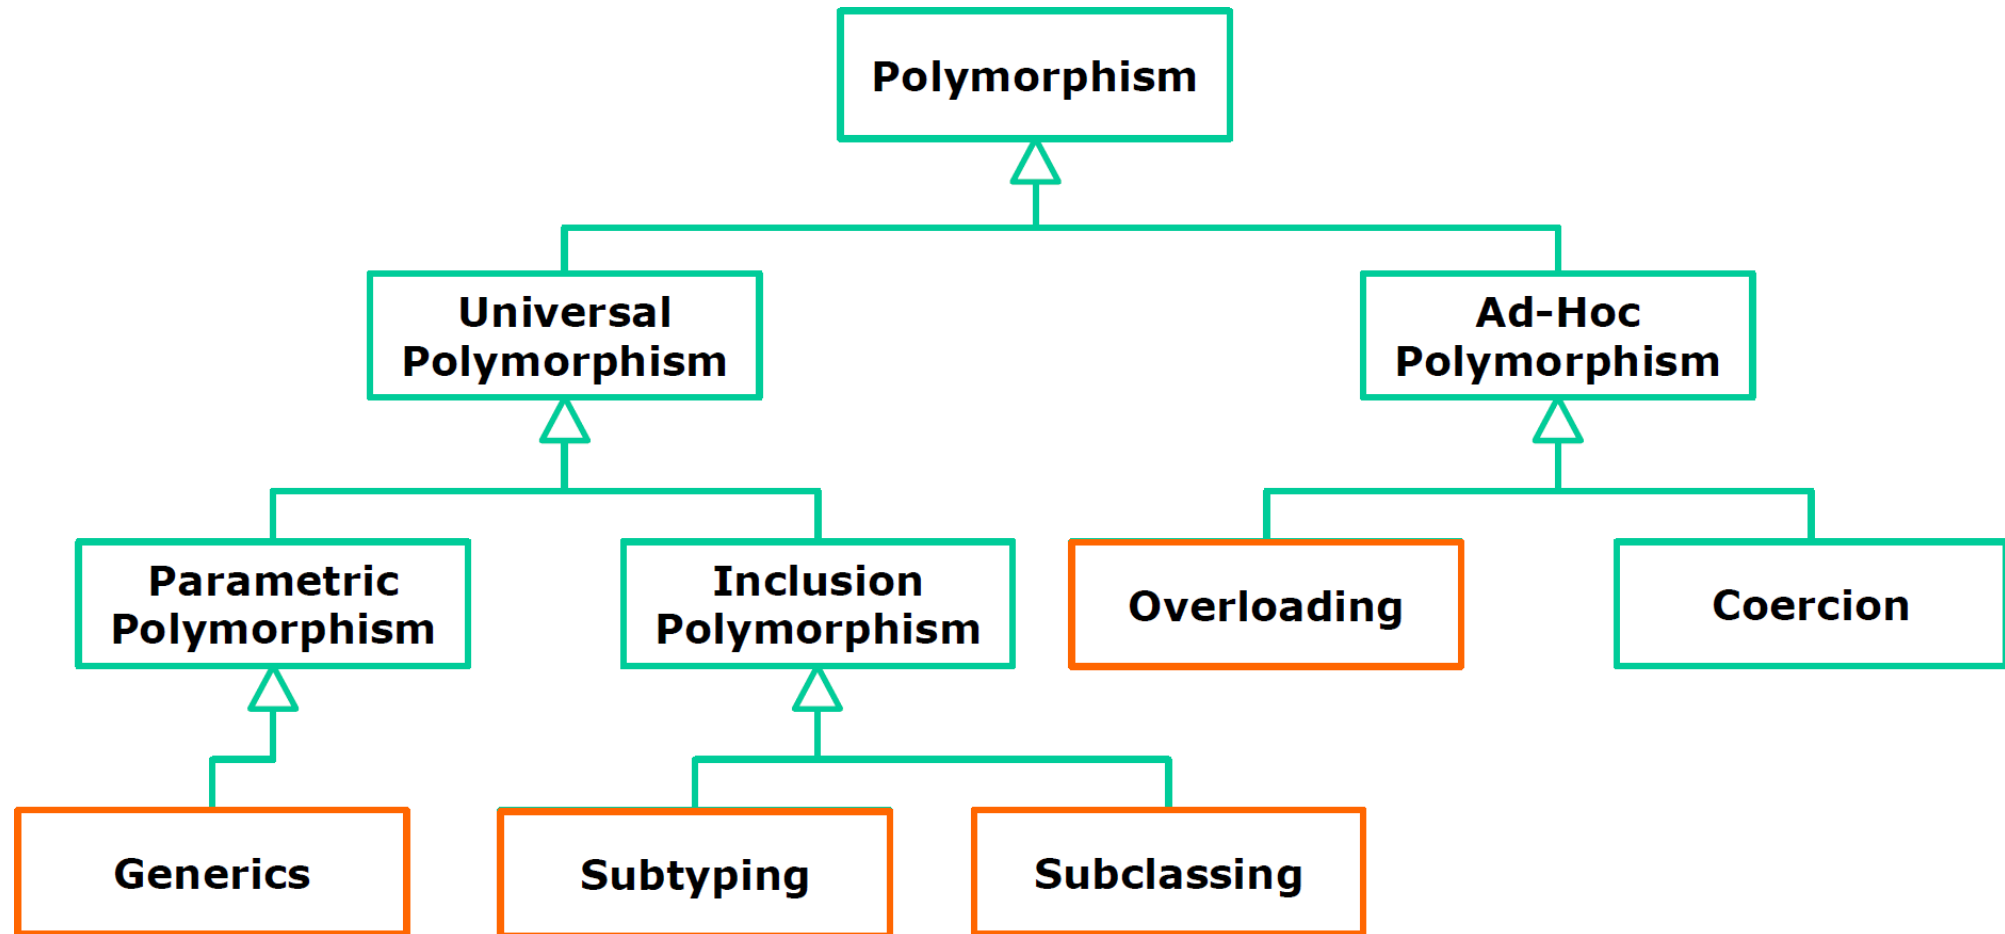 Polymorphism
Universal
Polymorphism
Ad-Hoc
Polymorphism
Parametric
Polymorphism
Inclusion
Polymorphism
Overloading
Coercion
Generics
Subtyping
Subclassing